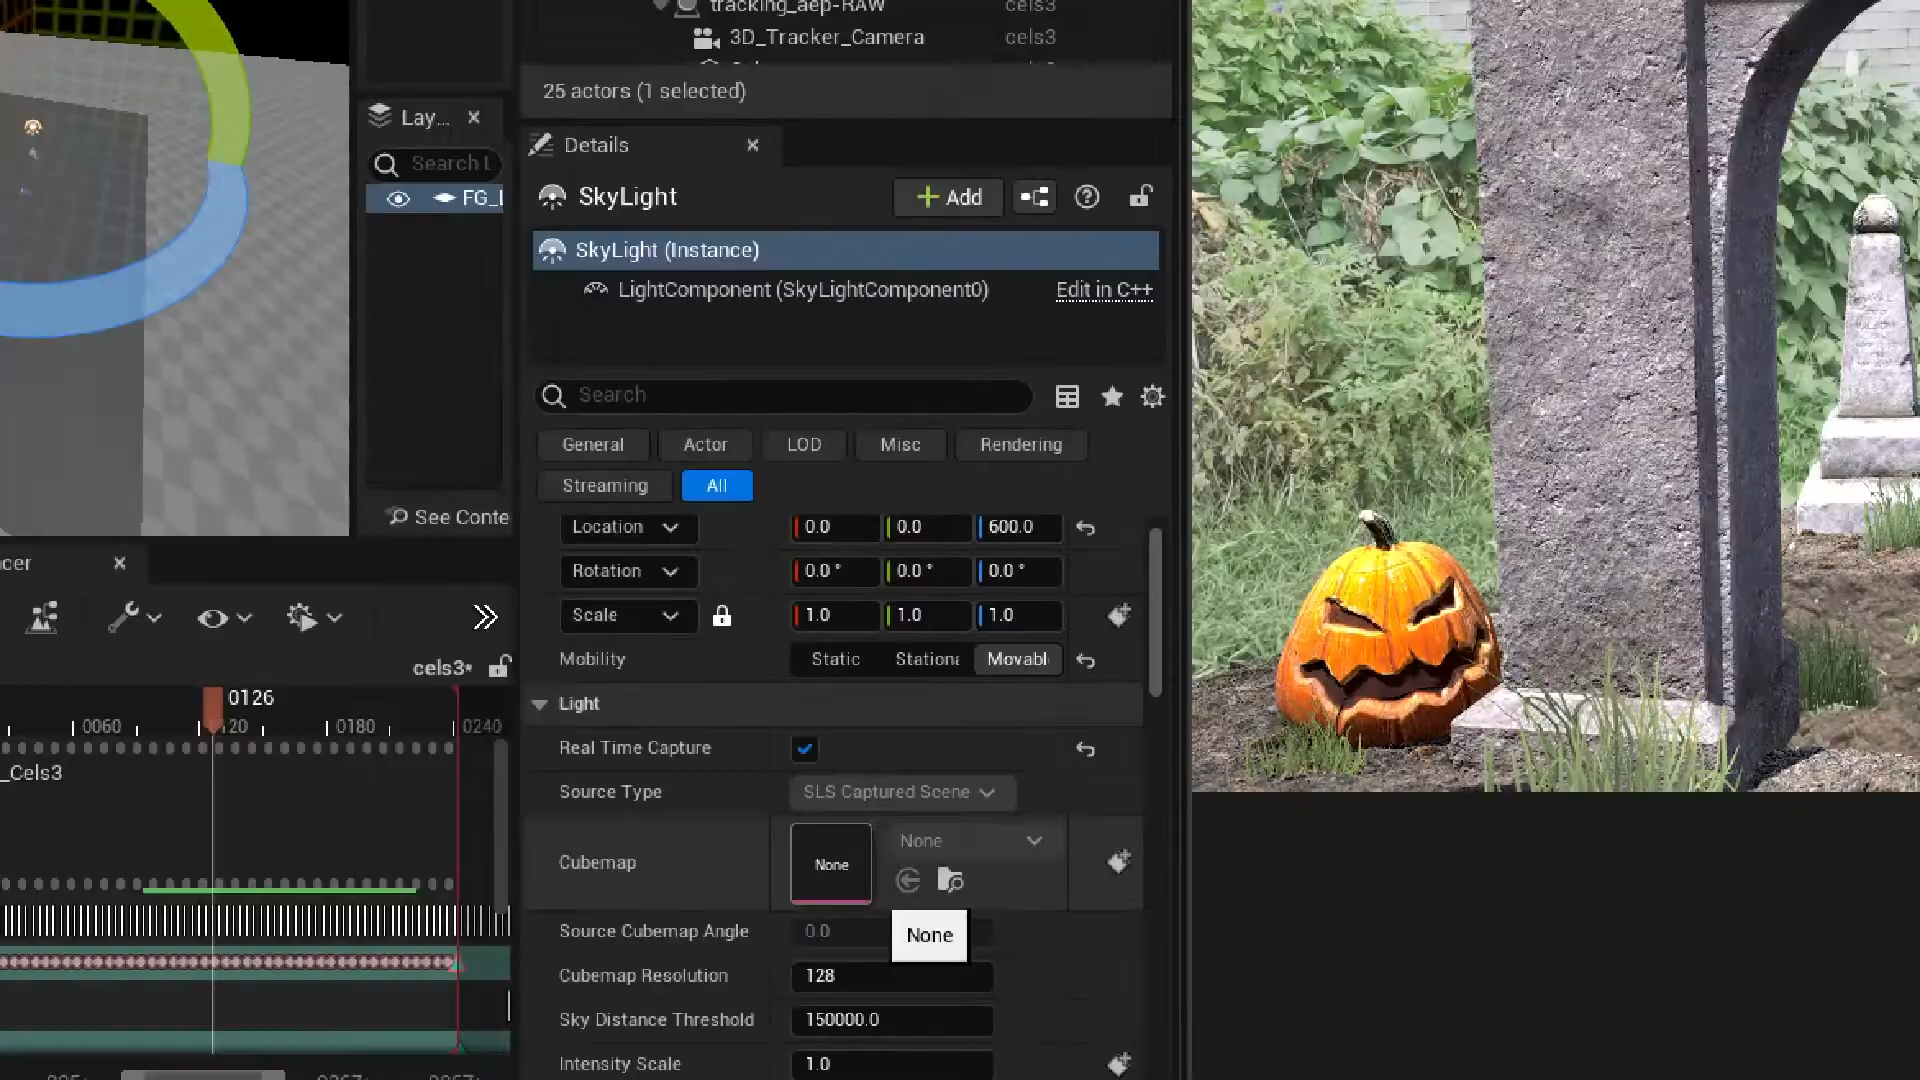 tracking_aep-RAW cels3
3D_Tracker_Camera cels3
25 actors (1 selected)
Lay...
Details
Search L
SkyLight
Add
FG_L
SkyLight (Instance)
LightComponent (SkyLightComponent0) Edit in C++
Search
General Actor LOD Misc Rendering
Streaming All
See Conte
Location 0.0 0.0 600.0
cer
Rotation 0.0 ° 0.0 ° 0.0 °
Scale 1.0 1.0 1.0
Mobility Static Stationa Movabl
cels3*
0126
0060 0180 0240
Light
Real Time Capture
_Cels3
Source Type SLS Captured Scene
Cubemap None None
Source Cubemap Angle 0.0
None
Cubemap Resolution 128
Sky Distance Threshold 150000.0
Intensity Scale 1.0